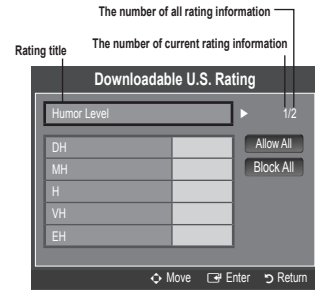 The number of all rating information
The number of current rating information
Rating title
Downloadable U.S. Rating
Humor Level ▶ 1/2
DH Allow All
MH Block All
H
VH
EH
Move Enter Return